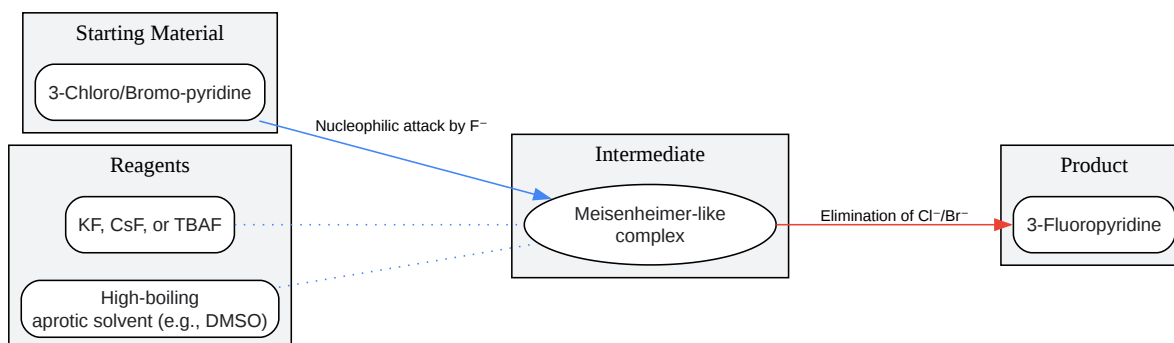 Starting Material
3-Chloro/Bromo-pyridine
Nucleophilic attack by F⁻
Reagents
KF, CsF, or TBAF
High-boiling
aprotic solvent (e.g., DMSO)
Intermediate
Meisenheimer-like
complex
Elimination of Cl⁻/Br⁻
Product
3-Fluoropyridine